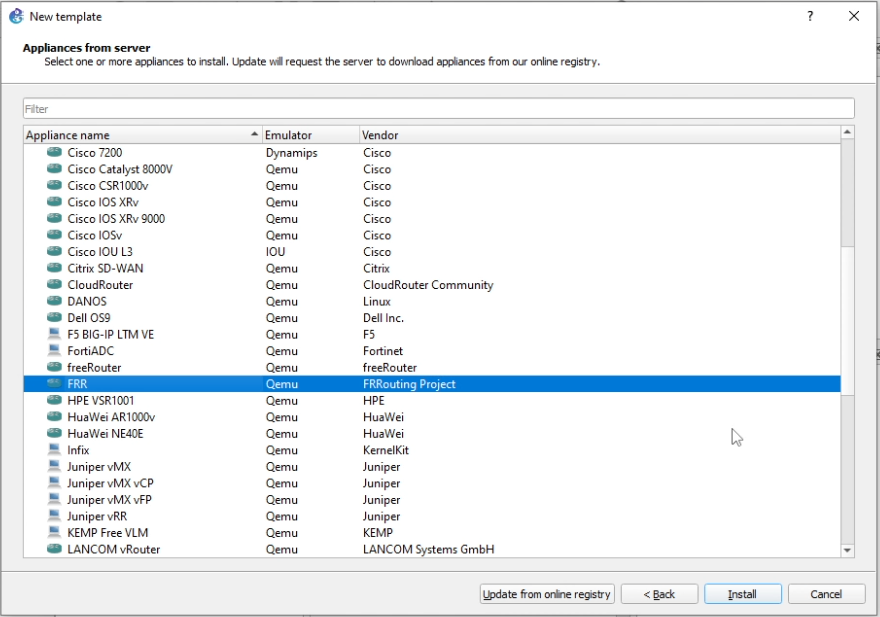 New template ?
Appliances from server
Select one or more appliances to install. Update will request the server to download appliances from our online registry.
Filter
Appliance name Emulator Vendor
Cisco 7200 Dynamips Cisco
Cisco Catalyst 8000V Qemu Cisco
Cisco CSR1000v Qemu Cisco
Cisco IOS XRv Qemu Cisco
Cisco IOS XRv 9000 Qemu Cisco
Cisco IOSv Qemu Cisco
Cisco IOU L3 IOU Cisco
Citrix SD-WAN Qemu Citrix
CloudRouter Qemu CloudRouter Community
DANOS Qemu Linux
Dell OS9 Qemu Dell Inc.
F5 BIG-IP LTM VE Qemu F5
FortiADC Qemu Fortinet
freeRouter Qemu freeRouter
FRR Qemu FRRouting Project
HPE VSR1001 Qemu HPE
HuaWei AR1000v Qemu HuaWei
HuaWei NE40E Qemu HuaWei
Infix Qemu KernelKit
Juniper vMX Qemu Juniper
Juniper vMX vCP Qemu Juniper
Juniper vMX vFP Qemu Juniper
Juniper vRR Qemu Juniper
KEMP Free VLM Qemu KEMP
LANCOM vRouter Qemu LANCOM Systems GmbH
Update from online registry < Back Install Cancel